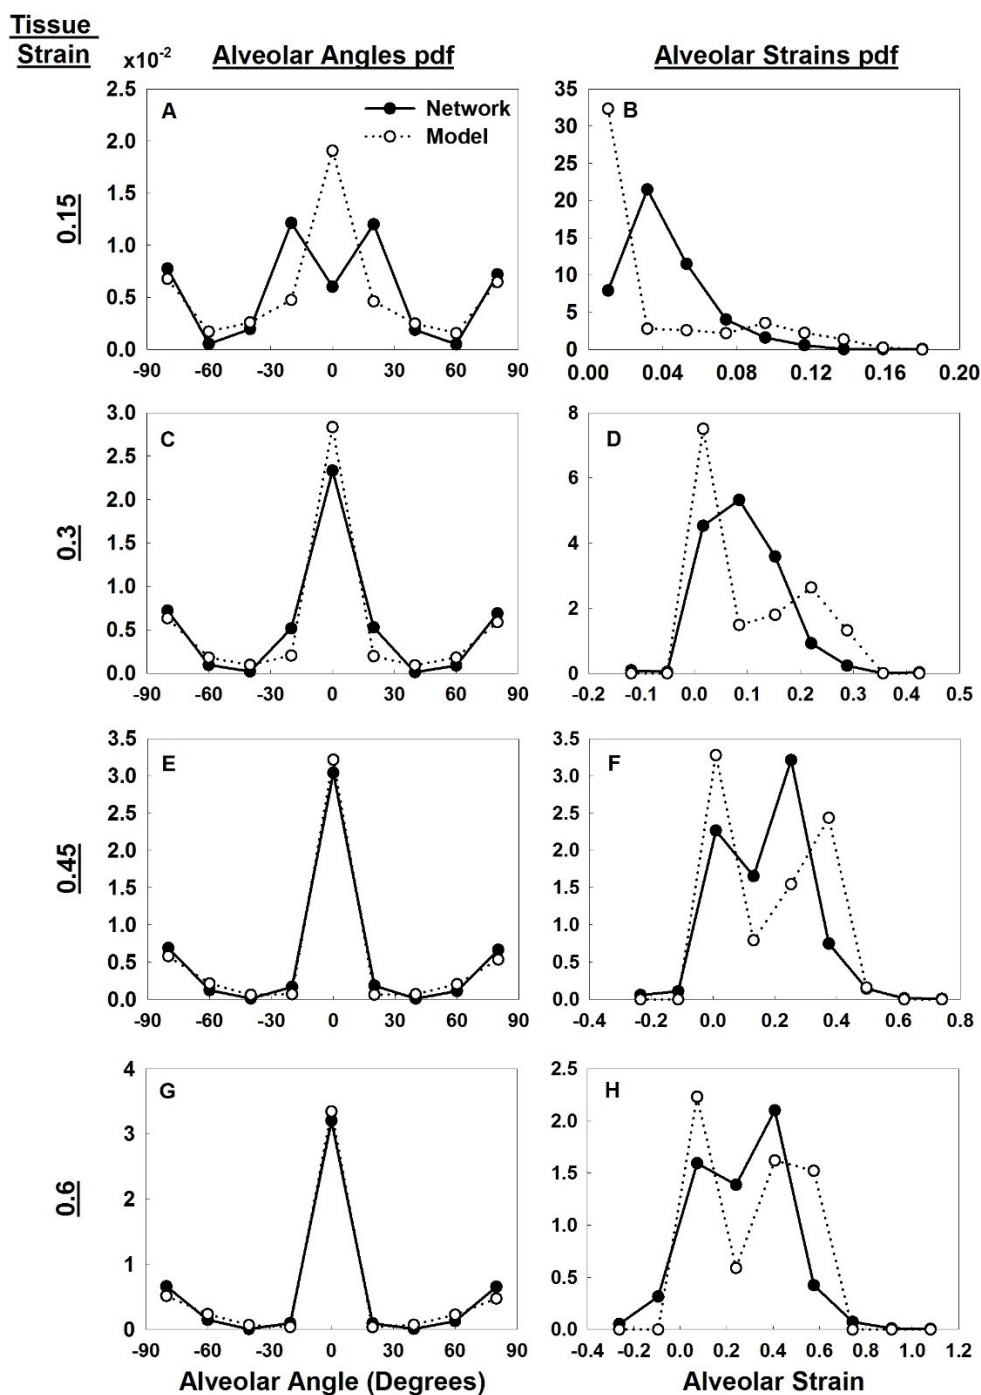 Tissue
Strain
x10-2
Alveolar Angles pdf
Alveolar Strains pdf
0.15
A
Network
Model
2.5
2.0
1.5
1.0
0.5
0.0
-90 -60 -30 0 30 60 90
B
35
30
25
20
15
10
5
0
0.00 0.04 0.08 0.12 0.16 0.20
0.3
C
3.0
2.5
2.0
1.5
1.0
0.5
0.0
-90 -60 -30 0 30 60 90
D
8
6
4
2
0
-0.2 -0.1 0.0 0.1 0.2 0.3 0.4 0.5
0.45
E
3.5
3.0
2.5
2.0
1.5
1.0
0.5
0.0
-90 -60 -30 0 30 60 90
F
3.5
3.0
2.5
2.0
1.5
1.0
0.5
0.0
-0.4 -0.2 0.0 0.2 0.4 0.6 0.8
0.6
G
4
3
2
1
0
-90 -60 -30 0 30 60 90
Alveolar Angle (Degrees)
H
2.5
2.0
1.5
1.0
0.5
0.0
-0.4 -0.2 0.0 0.2 0.4 0.6 0.8 1.0 1.2
Alveolar Strain